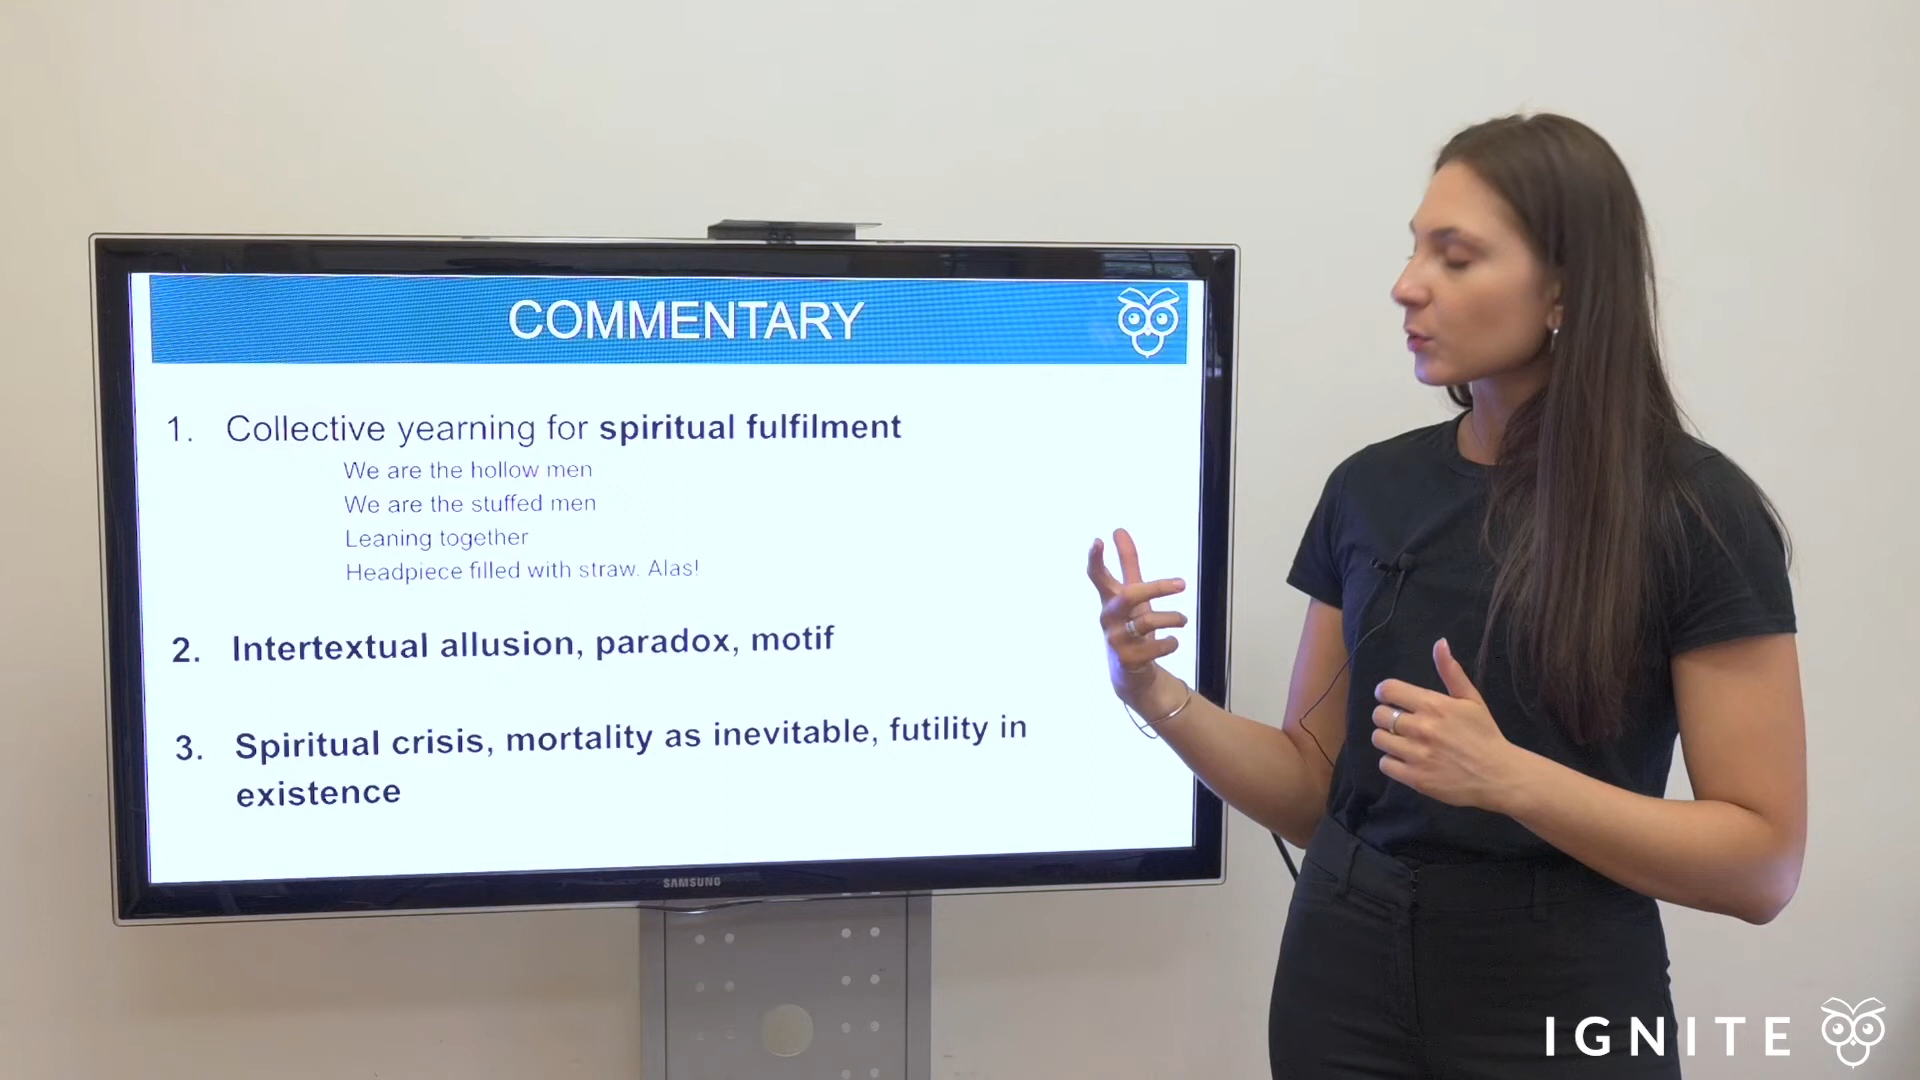 COMMENTARY
1. Collective yearning for spiritual fulfilment
We are the hollow men
We are the stuffed men
Leaning together
Headpiece filled with straw. Alas!
2. Intertextual allusion, paradox, motif
3. Spiritual crisis, mortality as inevitable, futility in
existence
SAMSUNG
IGNITE